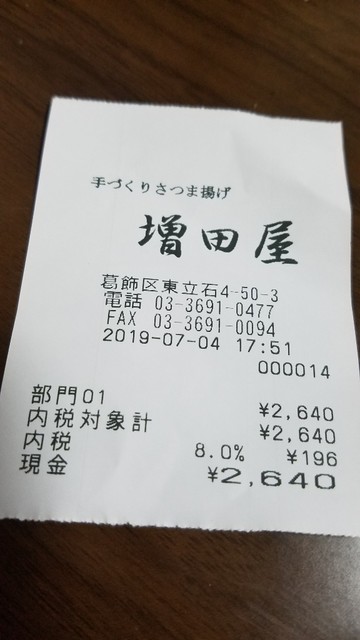 手づくりさつま揚げ
増田屋
葛飾区東立石4-50-3
電話 03-3691-0477
FAX 03-3691-0094
2019-07-04 17:51
000014
部門01 ¥2,640
内税対象計 ¥2,640
内税 8.0% ¥196
現金 ¥2,640